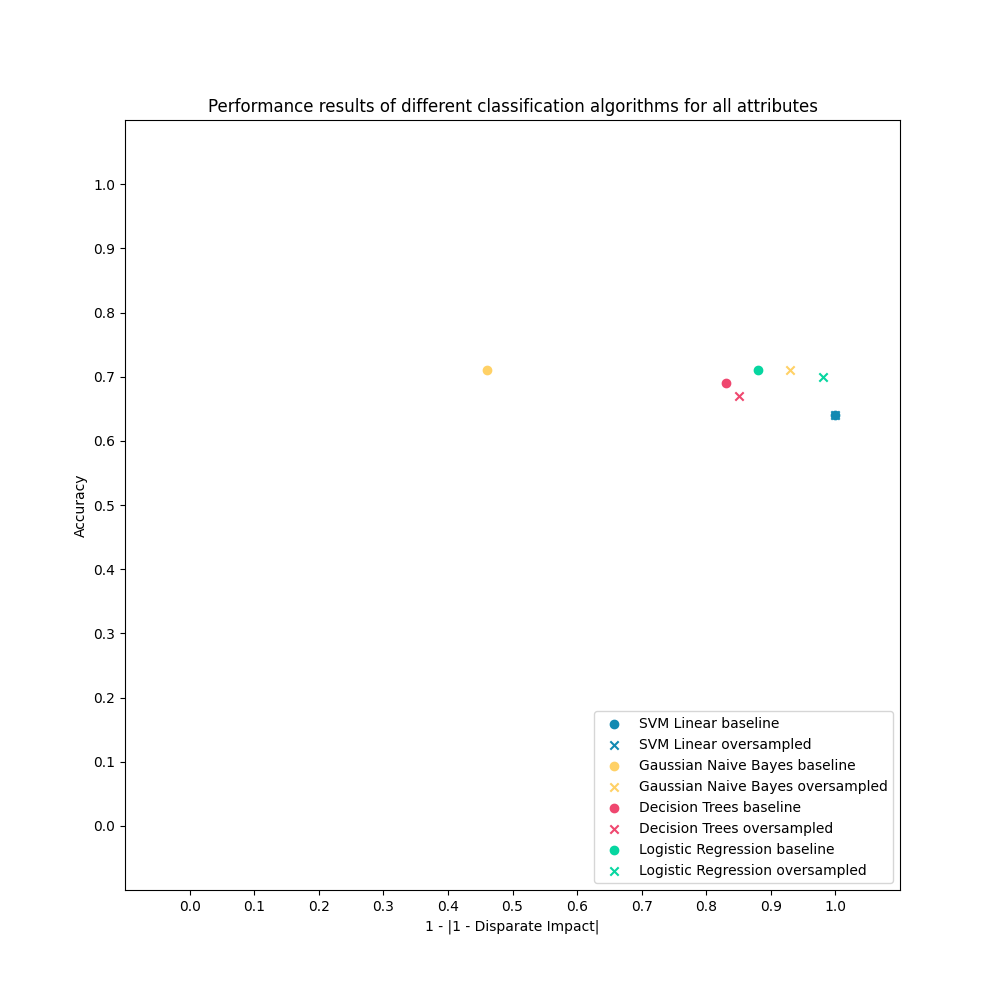 Performance results of different classification algorithms for all attributes
1.0
0.9
0.8
0.7
0.6
0.5
0.4
0.3
0.2
0.1
0.0
Accuracy
SVM Linear baseline
SVM Linear oversampled
Gaussian Naive Bayes baseline
Gaussian Naive Bayes oversampled
Decision Trees baseline
Decision Trees oversampled
Logistic Regression baseline
Logistic Regression oversampled
0.0 0.1 0.2 0.3 0.4 0.5 0.6 0.7 0.8 0.9 1.0
1 - |1 - Disparate Impact|